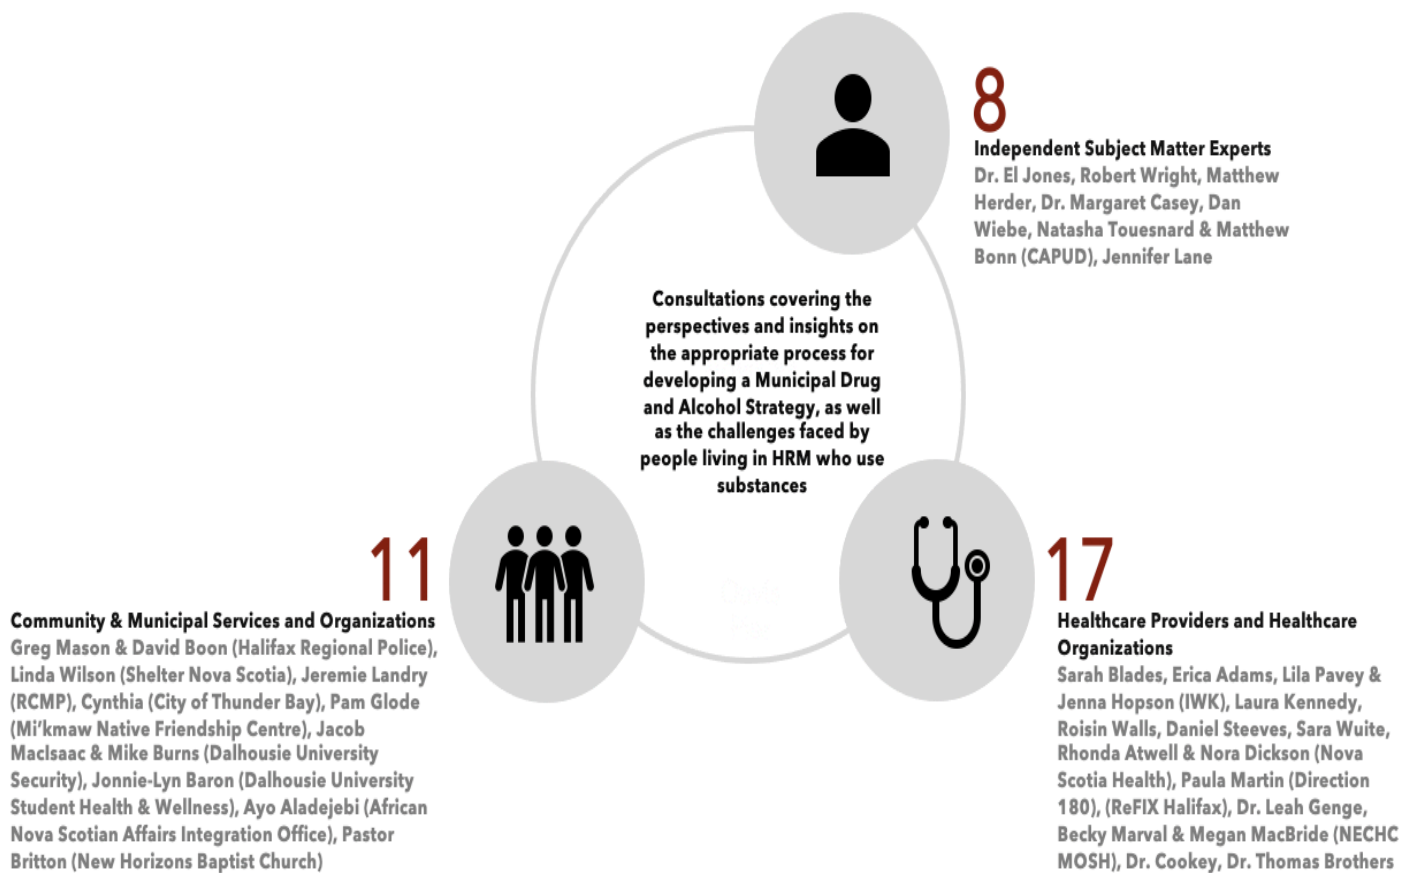 8
Independent Subject Matter Experts
Dr. El Jones, Robert Wright, Matthew
Herder, Dr. Margaret Casey, Dan
Wiebe, Natasha Touesnard & Matthew
Bonn (CAPUD), Jennifer Lane
Consultations covering the
perspectives and insights on
the appropriate process for
developing a Municipal Drug
and Alcohol Strategy, as well
as the challenges faced by
people living in HRM who use
substances
11
Community & Municipal Services and Organizations
Greg Mason & David Boon (Halifax Regional Police),
Linda Wilson (Shelter Nova Scotia), Jeremie Landry
(RCMP), Cynthia (City of Thunder Bay), Pam Glode
(Mi’kmaw Native Friendship Centre), Jacob
MacIsaac & Mike Burns (Dalhousie University
Security), Jonnie-Lyn Baron (Dalhousie University
Student Health & Wellness), Ayo Aladejebi (African
Nova Scotian Affairs Integration Office), Pastor
Britton (New Horizons Baptist Church)
17
Healthcare Providers and Healthcare
Organizations
Sarah Blades, Erica Adams, Lila Pavey &
Jenna Hopson (IWK), Laura Kennedy,
Roisin Walls, Daniel Steeves, Sara Wuite,
Rhonda Atwell & Nora Dickson (Nova
Scotia Health), Paula Martin (Direction
180), (ReFIX Halifax), Dr. Leah Genge,
Becky Marval & Megan MacBride (NECHC
MOSH), Dr. Cookey, Dr. Thomas Brothers